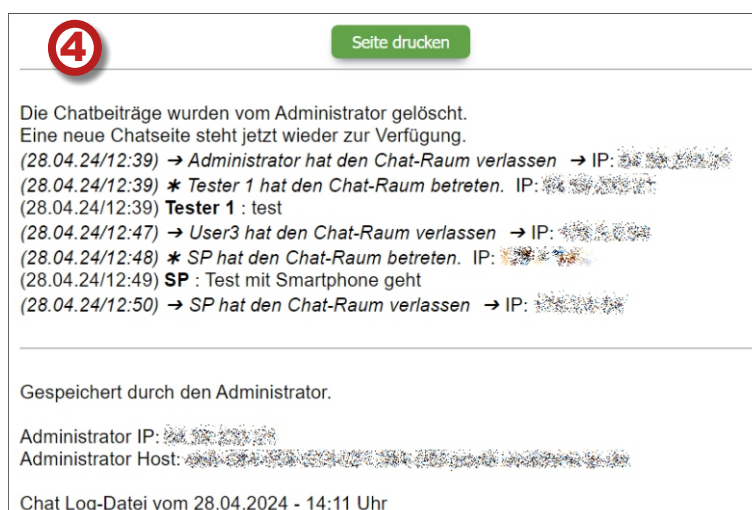 4
Seite drucken
Die Chatbeiträge wurden vom Administrator gelöscht.
Eine neue Chatseite steht jetzt wieder zur Verfügung.
(28.04.24/12:39) → Administrator hat den Chat-Raum verlassen → IP:
(28.04.24/12:39) ∗ Tester 1 hat den Chat-Raum betreten. IP:
(28.04.24/12:39) Tester 1 : test
(28.04.24/12:47) → User3 hat den Chat-Raum verlassen → IP:
(28.04.24/12:48) ∗ SP hat den Chat-Raum betreten. IP:
(28.04.24/12:49) SP : Test mit Smartphone geht
(28.04.24/12:50) → SP hat den Chat-Raum verlassen → IP:
Gespeichert durch den Administrator.
Administrator IP:
Administrator Host:
Chat Log-Datei vom 28.04.2024 - 14:11 Uhr